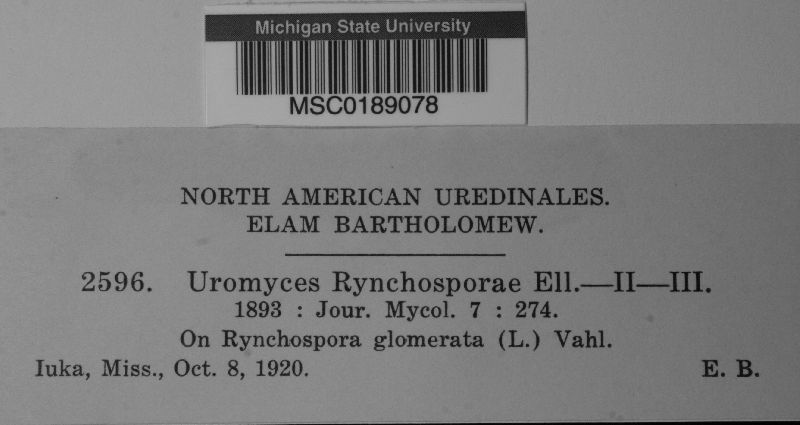 Michigan State University
MSC0189078
NORTH AMERICAN UREDINALES.
ELAM BARTHOLOMEW.
2596. Uromyces Rynchosporae Ell.—II—III.
1893 : Jour. Mycol. 7 : 274.
On Rynchospora glomerata (L.) Vahl.
Iuka, Miss., Oct. 8, 1920. E. B.